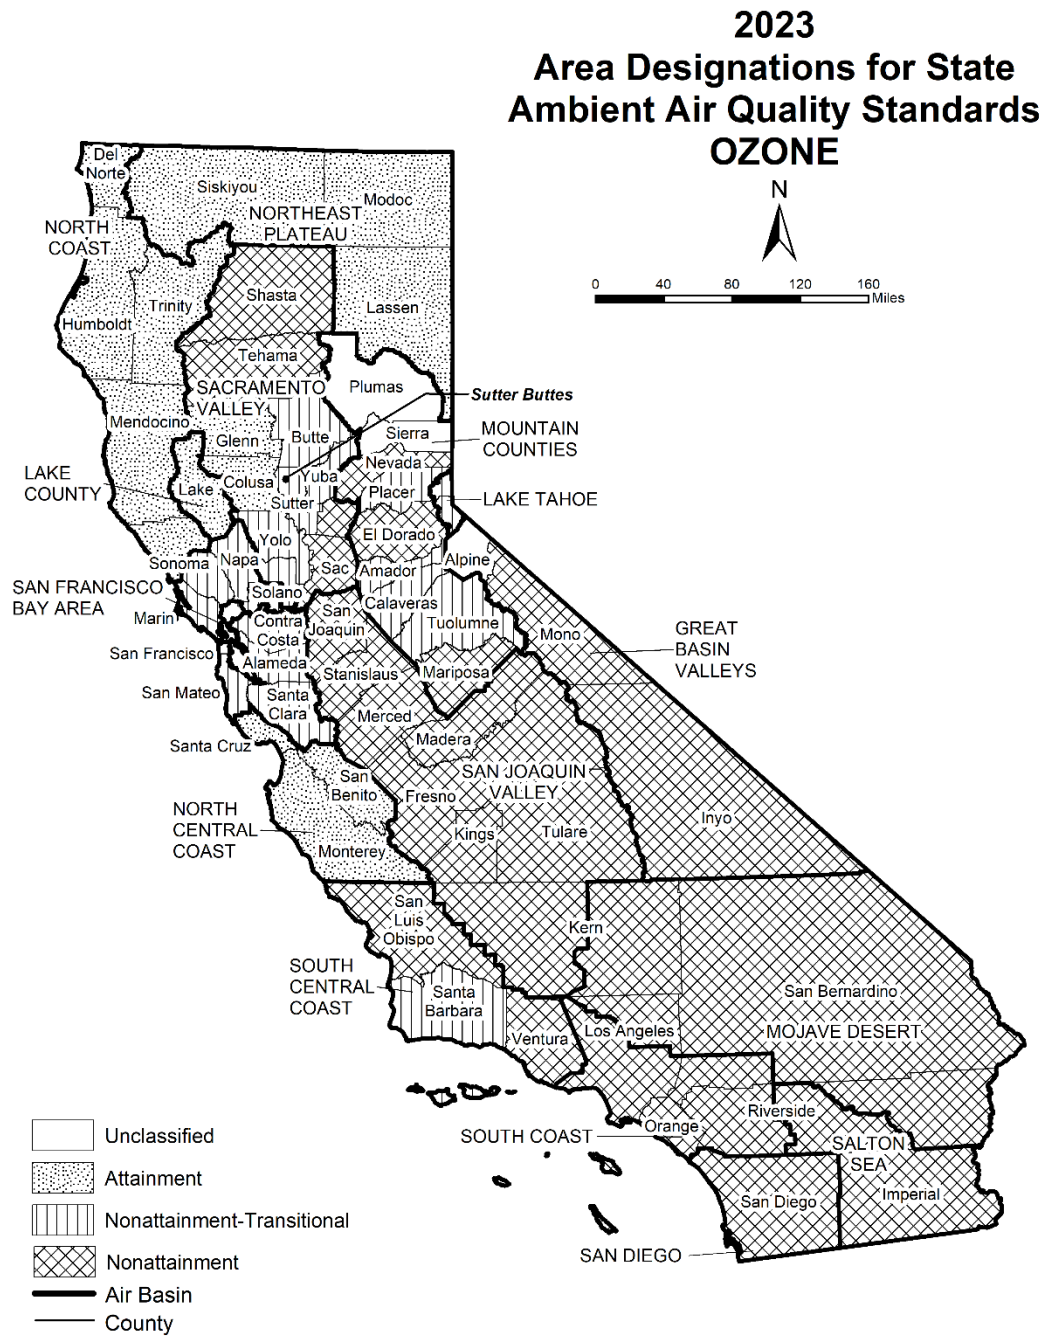 2023
Area Designations for State
Ambient Air Quality Standards
OZONE
N
0 40 80 120 160
Miles
Del
Norte
Siskiyou
Modoc
NORTH
COAST
NORTHEAST
PLATEAU
Shasta
Trinity
Lassen
Humboldt
Tehama
Plumas
SACRAMENTO
VALLEY
Sutter Buttes
Mendocino
Glenn
Butte
Sierra
MOUNTAIN
COUNTIES
Nevada
LAKE
COUNTY
Lake
Colusa
Yuba
Placer
LAKE TAHOE
Sutter
Yolo
El Dorado
Sonoma
Napa
Sac
Amador
Alpine
SAN FRANCISCO
BAY AREA
Solano
Calaveras
Marin
Contra
Costa
San
Joaquin
Tuolumne
Mono
GREAT
BASIN
VALLEYS
San Francisco
Alameda
Stanislaus
Mariposa
San Mateo
Santa
Clara
Merced
Santa Cruz
Madera
San
Benito
SAN JOAQUIN
VALLEY
Fresno
NORTH
CENTRAL
COAST
Kings
Tulare
Inyo
Monterey
San
Luis
Obispo
Kern
SOUTH
CENTRAL
COAST
Santa
Barbara
San Bernardino
Ventura
Los Angeles
MOJAVE DESERT
Riverside
Orange
SOUTH COAST
SALTON
SEA
San Diego
Imperial
SAN DIEGO
Unclassified
Attainment
Nonattainment-Transitional
Nonattainment
Air Basin
County